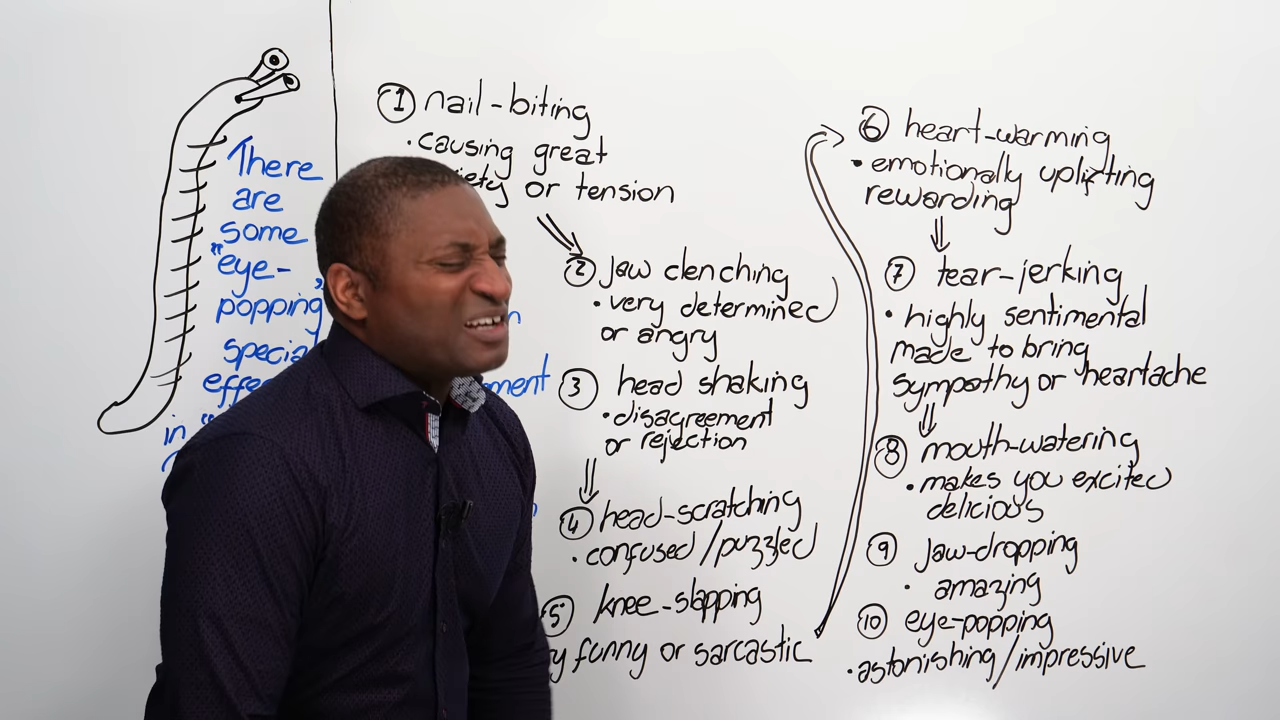 There
are
some
"eye-
popping"
special
in
① nail-biting
• causing great
or tension
② jaw clenching
• very determined
or angry
③ head shaking
• disagreement
or rejection
④ head-scratching
• confused/puzzled
⑤ knee-slapping
funny or sarcastic
⑥ heart-warming
• emotionally uplifting
rewarding
⑦ tear-jerking
• highly sentimental
made to bring
sympathy or heartache
⑧ mouth-watering
• makes you excited
delicious
⑨ jaw-dropping
• amazing
⑩ eye-popping
• astonishing/impressive